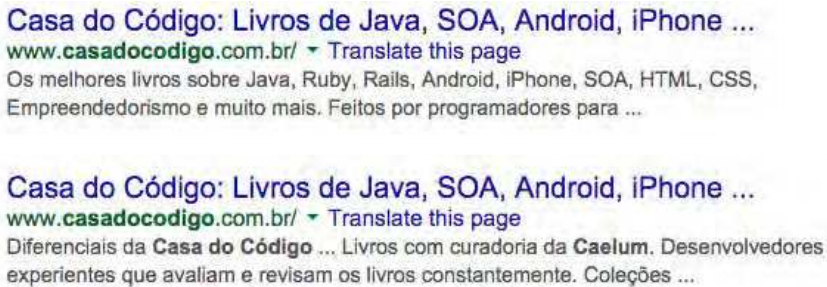 Casa do Código: Livros de Java, SOA, Android, iPhone ...
www.casadocodigo.com.br/ ▾ Translate this page
Os melhores livros sobre Java, Ruby, Rails, Android, iPhone, SOA, HTML, CSS,
Empreendedorismo e muito mais. Feitos por programadores para ...
Casa do Código: Livros de Java, SOA, Android, iPhone ...
www.casadocodigo.com.br/ ▾ Translate this page
Diferenciais da Casa do Código ... Livros com curadoria da Caelum. Desenvolvedores
experientes que avaliam e revisam os livros constantemente. Coleções ...